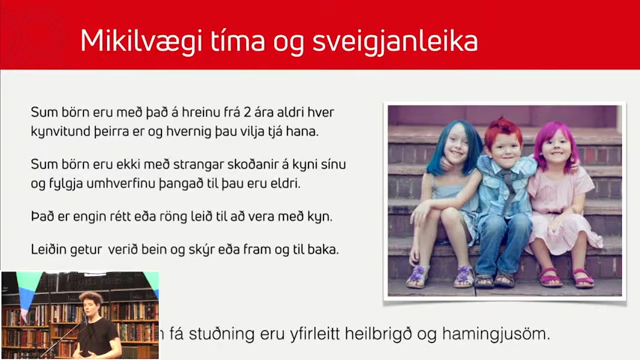 Mikilvægi tíma og sveigjanleika
Sum börn eru með það á hreinu frá 2 ára aldri hver
kynvitund þeirra er og hvernig þau vilja tjá hana.
Sum börn eru ekki með strangar skoðanir á kyni sínu
og fylgja umhverfinu þangað til þau eru eldri.
Það er engin rétt eða röng leið til að vera með kyn.
Leiðin getur verið bein og skýr eða fram og til baka.
fá stuðning eru yfirleitt heilbrigð og hamingjusöm.